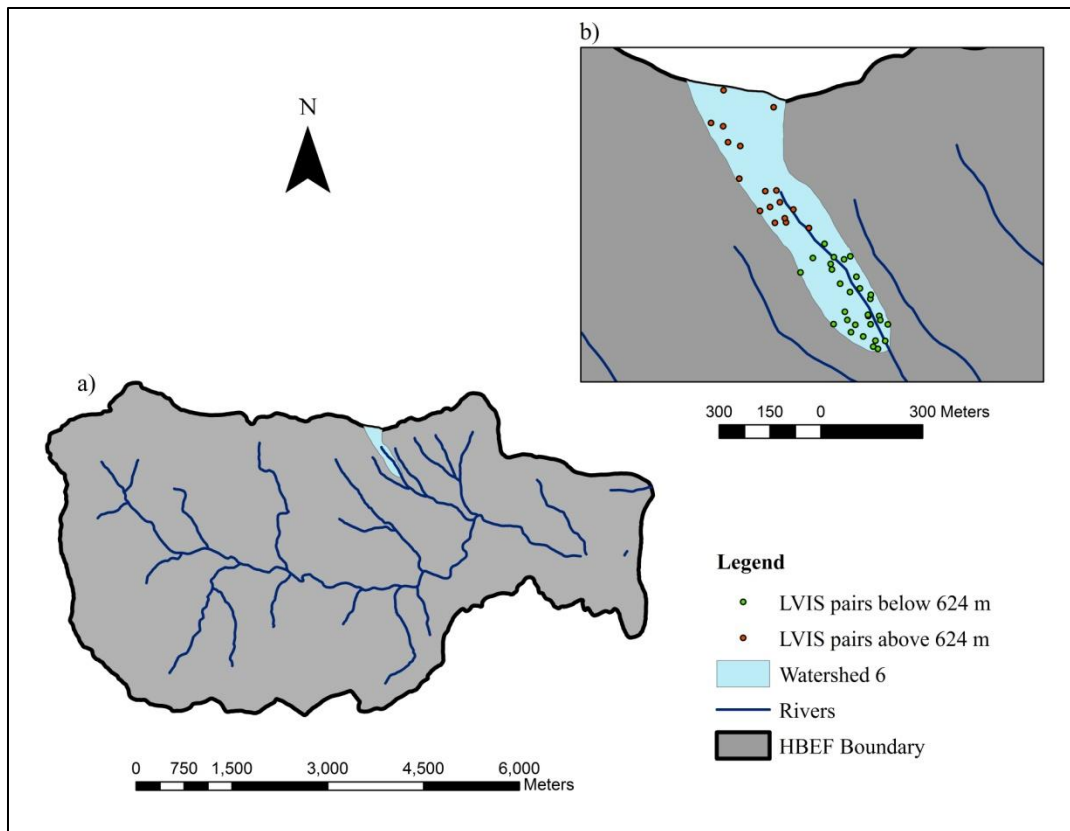 b)
N
300 150 0 300 Meters
a)
Legend
LVIS pairs below 624 m
LVIS pairs above 624 m
Watershed 6
Rivers
HBEF Boundary
0 750 1,500 3,000 4,500 6,000
Meters